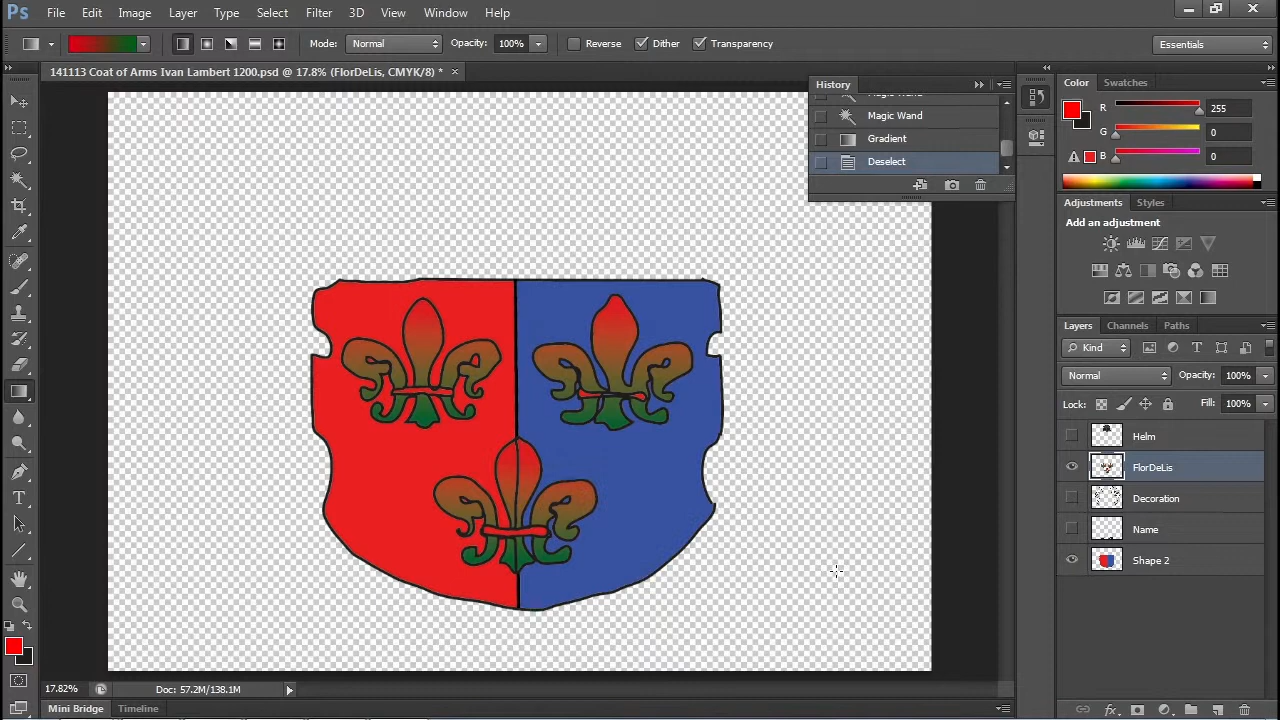 Ps File Edit Image Layer Type Select Filter 3D View Window Help
Mode: Normal Opacity: 100% Reverse Dither Transparency Essentials
141113 Coat of Arms Ivan Lambert 1200.psd @ 17.8% (FlorDeLis, CMYK/8) * ×
History
Magic Wand
Magic Wand
Gradient
Deselect
Color Swatches
R 255
G 0
B 0
Adjustments Styles
Add an adjustment
Layers Channels Paths
Kind
Normal Opacity: 100%
Lock: Fill: 100%
Helm
FlorDeLis
Decoration
Name
Shape 2
fx
17.82% Doc: 57.2M/138.1M
Mini Bridge Timeline